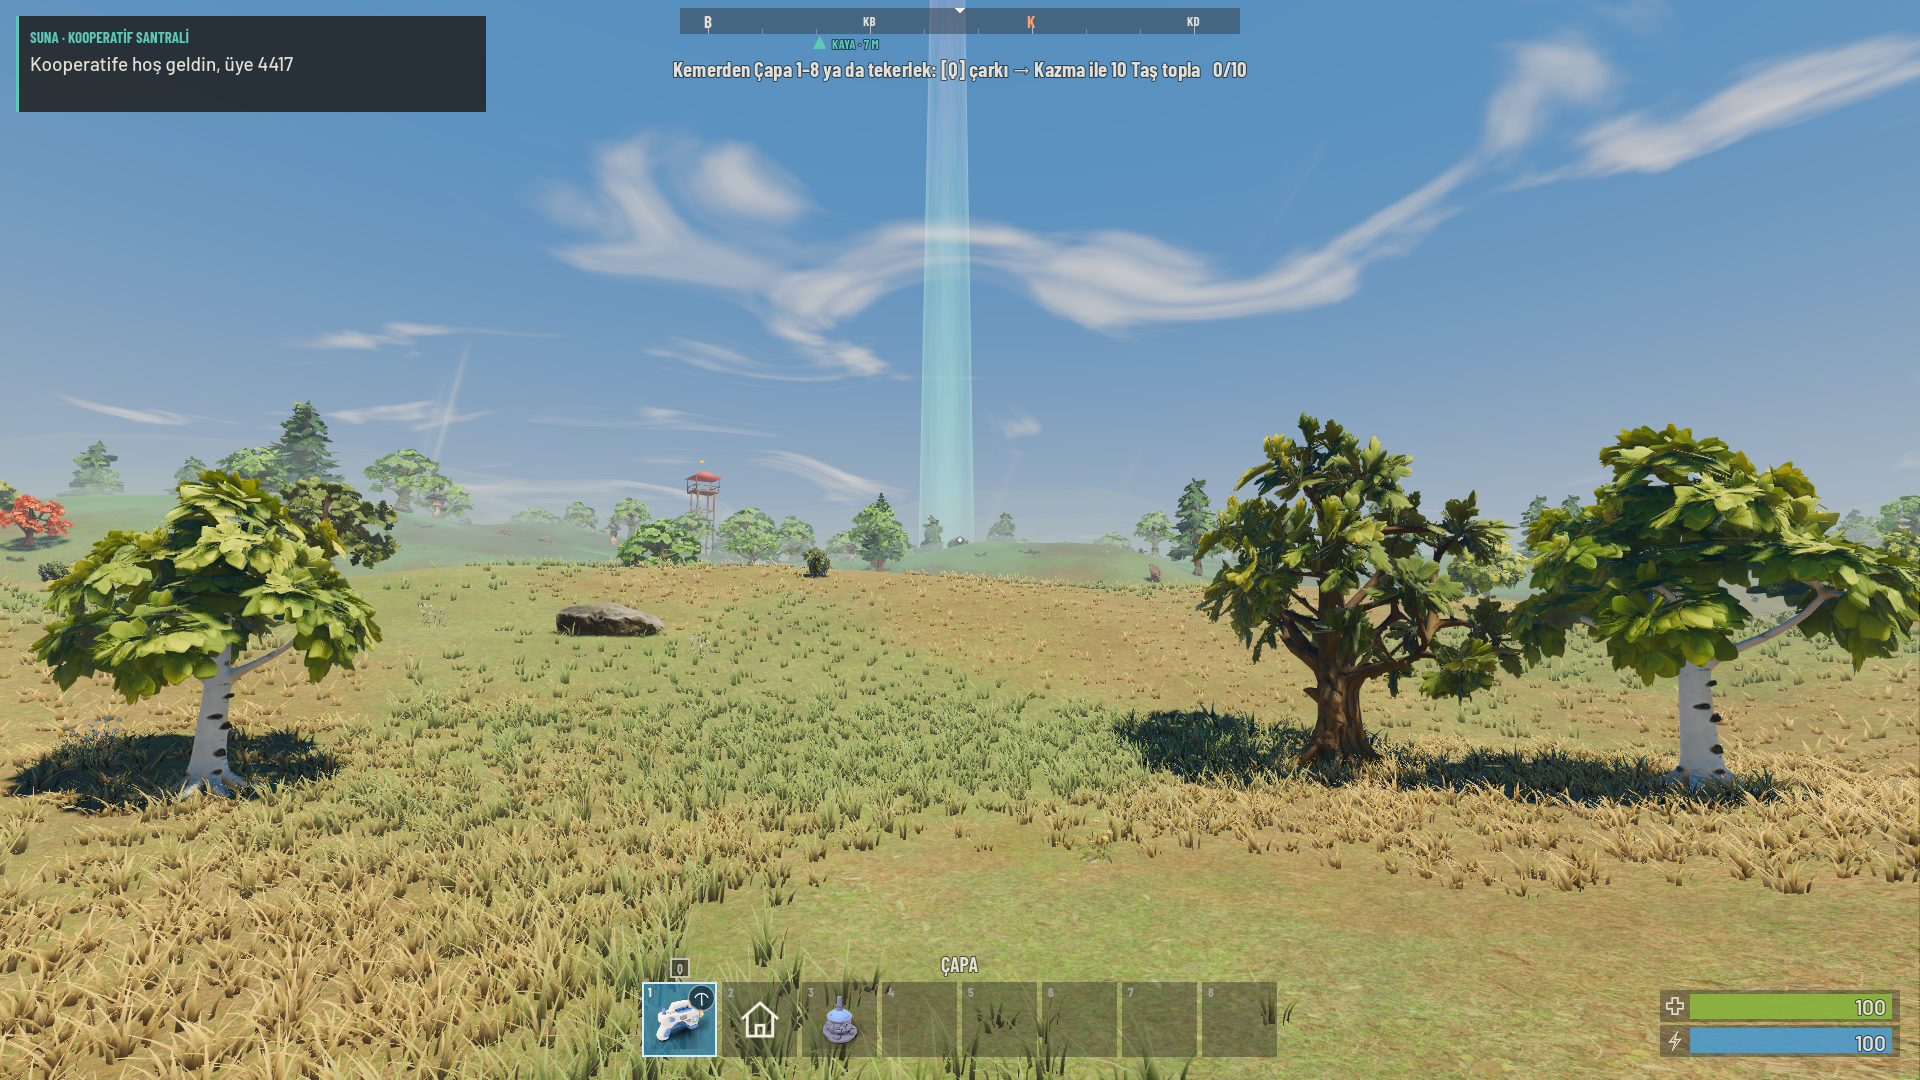 SUNA · KOOPERATİF SANTRALİ
Kooperatife hoş geldin, üye 4417
B KB K KD
KAYA · 7 M
Kemerden Çapa 1-8 ya da tekerlek: [Q] çarkı → Kazma ile 10 Taş topla 0/10
ÇAPA
Q
1 2 3 4 5 6 7 8
100
100